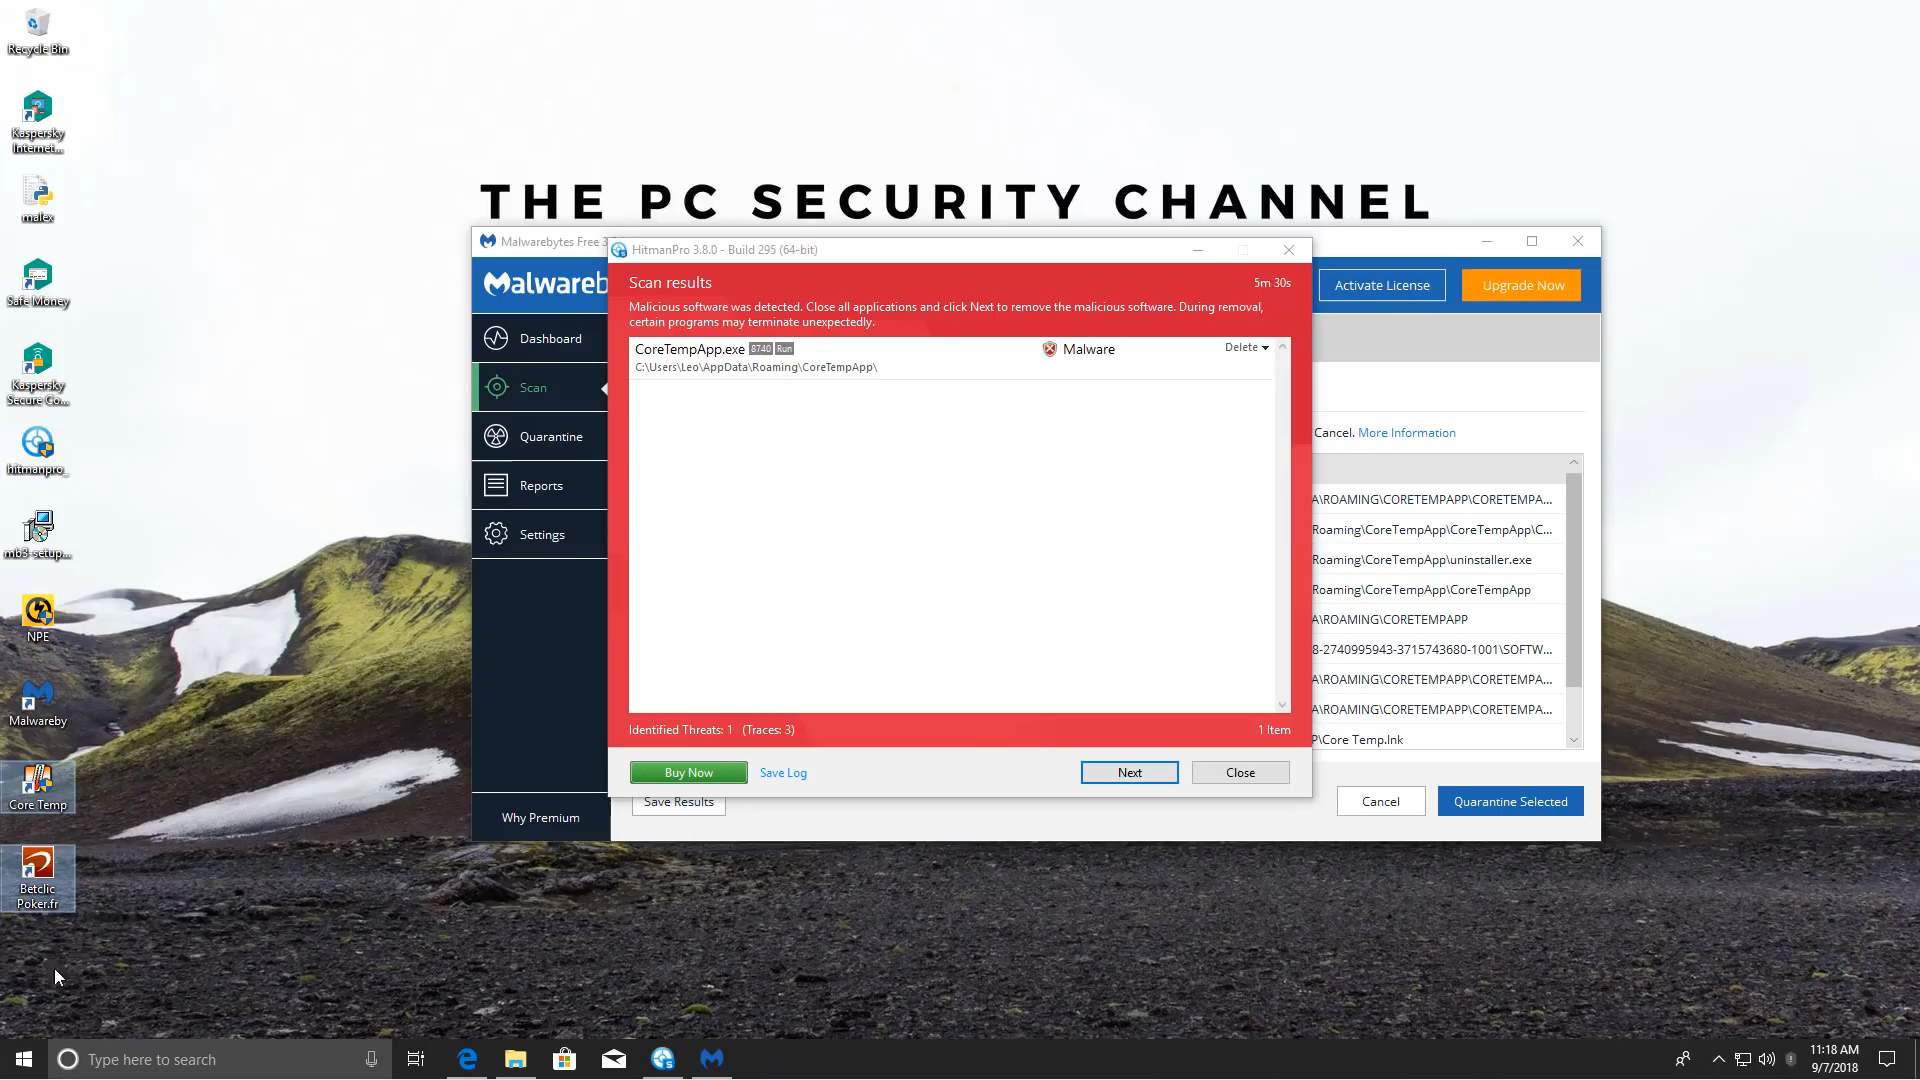 Recycle Bin
Kaspersky
Internet...
malex
Safe Money
Kaspersky
Secure Co...
hitmanpro_
mb3-setup...
NPE
Malwareby
Core Temp
Betclic
Poker.fr
THE PC SECURITY CHANNEL
Malwarebytes Free 3
Malwareb
Activate License
Upgrade Now
Dashboard
Scan
Quarantine
Reports
Settings
Why Premium
HitmanPro 3.8.0 - Build 295 (64-bit)
Scan results
5m 30s
Malicious software was detected. Close all applications and click Next to remove the malicious software. During removal,
certain programs may terminate unexpectedly.
CoreTempApp.exe 8740 Run
Malware
Delete
C:\Users\Leo\AppData\Roaming\CoreTempApp\
Identified Threats: 1 (Traces: 3)
1 Item
Buy Now
Save Log
Next
Close
Cancel. More Information
A\ROAMING\CORETEMPAPP\CORETEMPA...
Roaming\CoreTempApp\CoreTempApp\C...
Roaming\CoreTempApp\uninstaller.exe
Roaming\CoreTempApp\CoreTempApp
A\ROAMING\CORETEMPAPP
8-2740995943-3715743680-1001\SOFTW...
A\ROAMING\CORETEMPAPP\CORETEMPA...
A\ROAMING\CORETEMPAPP\CORETEMPA...
P\Core Temp.lnk
Save Results
Cancel
Quarantine Selected
Type here to search
11:18 AM
9/7/2018